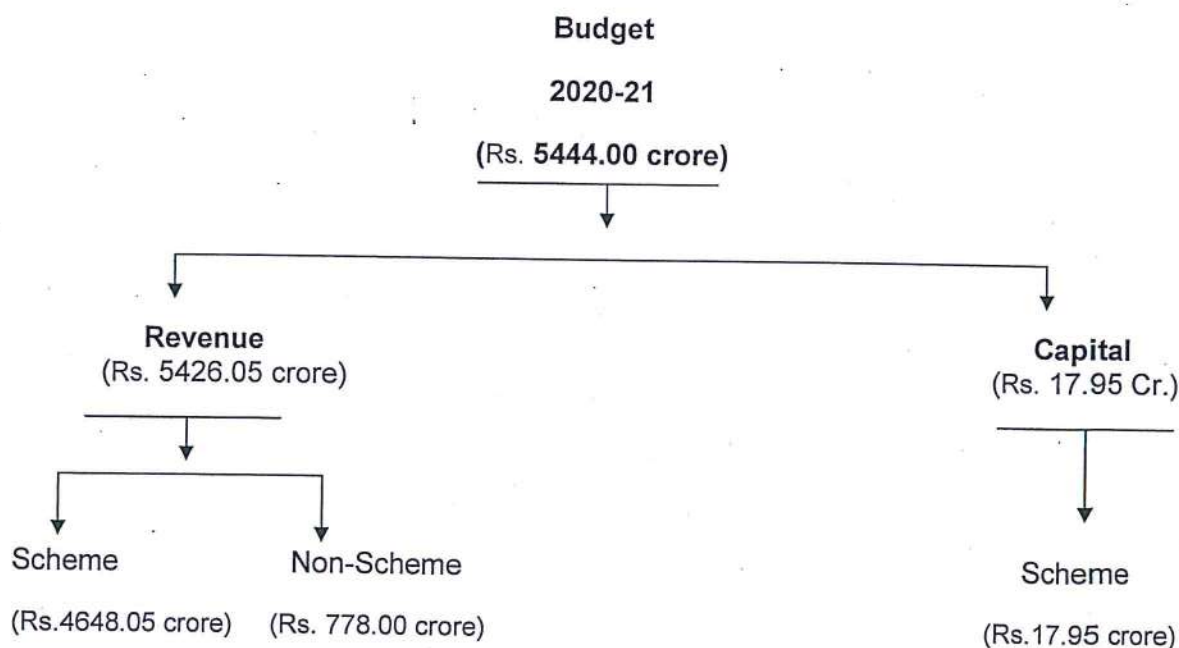 Budget
2020-21
(Rs. 5444.00 crore)
Revenue
(Rs. 5426.05 crore)
Capital
(Rs. 17.95 Cr.)
Scheme
(Rs.4648.05 crore)
Non-Scheme
(Rs. 778.00 crore)
Scheme
(Rs.17.95 crore)